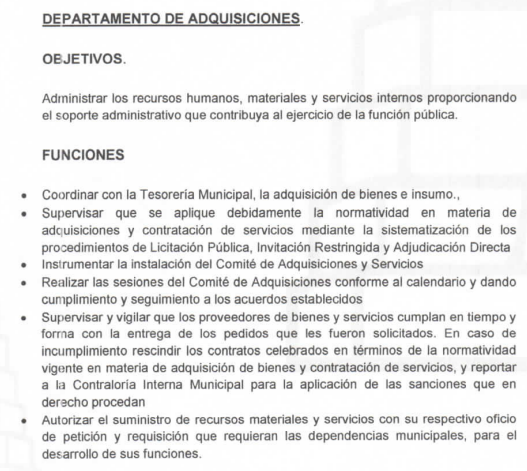 DEPARTAMENTO DE ADQUISICIONES.
OBJETIVOS.
Administrar los recursos humanos, materiales y servicios internos proporcionando
el soporte administrativo que contribuya al ejercicio de la función pública.
FUNCIONES
• Coordinar con la Tesorería Municipal, la adquisición de bienes e insumo.,
• Supervisar que se aplique debidamente la normatividad en materia de
adquisiciones y contratación de servicios mediante la sistematización de los
procedimientos de Licitación Pública, Invitación Restringida y Adjudicación Directa
• Instrumentar la instalación del Comité de Adquisiciones y Servicios
• Realizar las sesiones del Comité de Adquisiciones conforme al calendario y dando
cumplimiento y seguimiento a los acuerdos establecidos
• Supervisar y vigilar que los proveedores de bienes y servicios cumplan en tiempo y
forma con la entrega de los pedidos que les fueron solicitados. En caso de
incumplimiento rescindir los contratos celebrados en términos de la normatividad
vigente en materia de adquisición de bienes y contratación de servicios, y reportar
a la Contraloría Interna Municipal para la aplicación de las sanciones que en
derecho procedan
• Autorizar el suministro de recursos materiales y servicios con su respectivo oficio
de petición y requisición que requieran las dependencias municipales, para el
desarrollo de sus funciones.